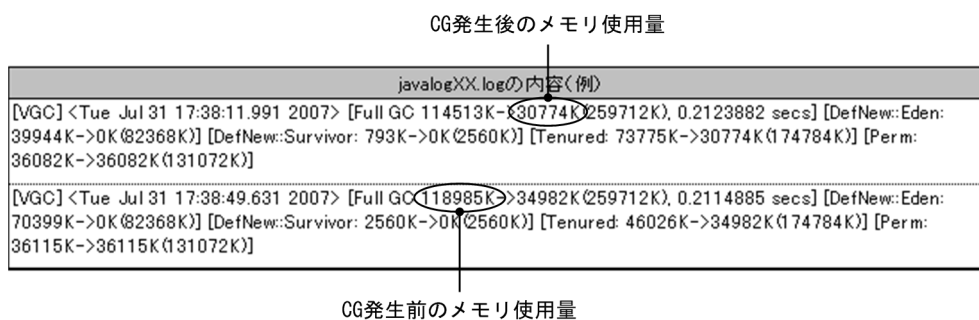 CG発生後のメモリ使用量
javalogXX.logの内容(例)
[VGC] <Tue Jul 31 17:38:11.991 2007> [Full GC 114513K->30774K(259712K), 0.2123882 secs] [DefNew::Eden:
39944K->0K(82368K)] [DefNew::Survivor: 793K->0K(2560K)] [Tenured: 73775K->30774K(174784K)] [Perm:
36082K->36082K(131072K)]
[VGC] <Tue Jul 31 17:38:49.631 2007> [Full GC 118985K->34982K(259712K), 0.2114885 secs] [DefNew::Eden:
70399K->0K(82368K)] [DefNew::Survivor: 2560K->0K(2560K)] [Tenured: 46026K->34982K(174784K)] [Perm:
36115K->36115K(131072K)]
CG発生前のメモリ使用量